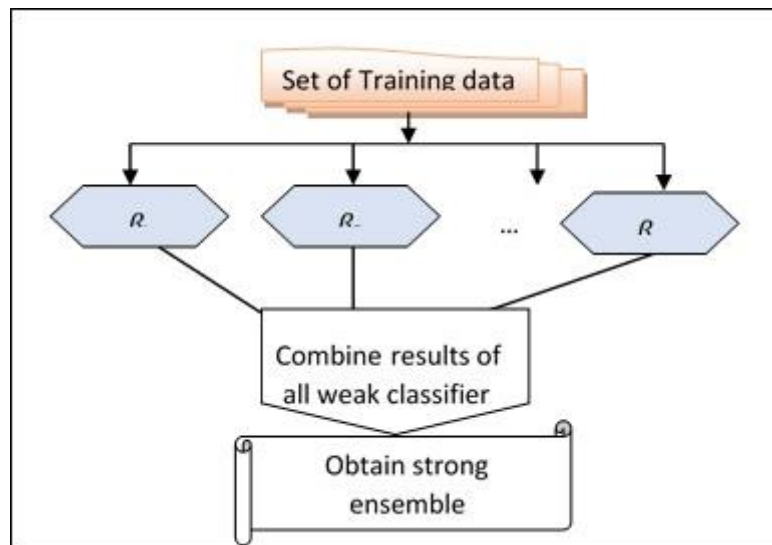 Set of Training data
R
R
...
R
Combine results of
all weak classifier
Obtain strong
ensemble